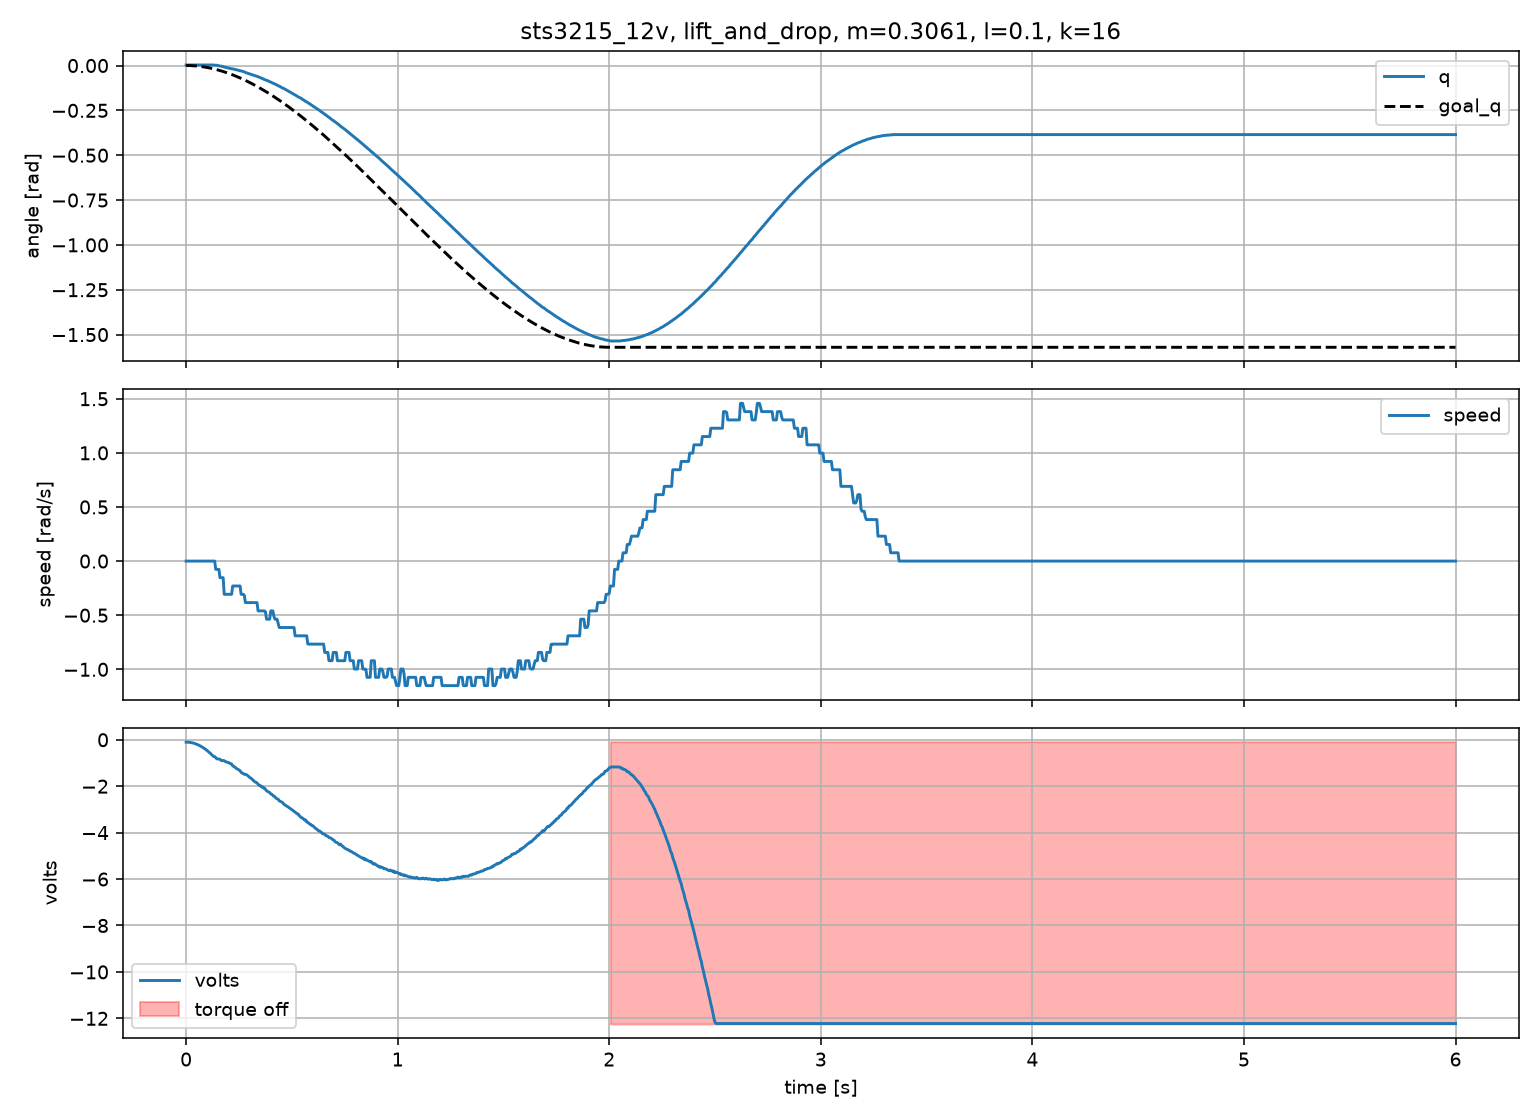 sts3215_12v, lift_and_drop, m=0.3061, l=0.1, k=16
0.00
−0.25
−0.50
−0.75
−1.00
−1.25
−1.50
angle [rad]
q
goal_q
1.5
1.0
0.5
0.0
−0.5
−1.0
speed [rad/s]
speed
0
−2
−4
−6
−8
−10
−12
volts
volts
torque off
0 1 2 3 4 5 6
time [s]